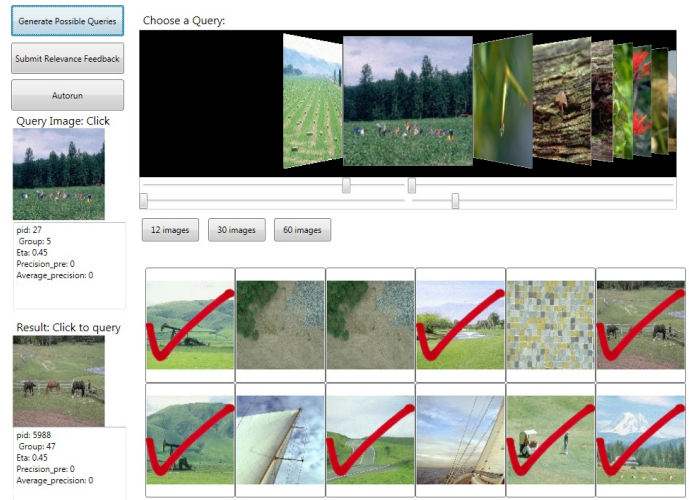 Generate Possible Queries
Submit Relevance Feedback
Autorun
Query Image: Click
pid: 27
Group: 5
Eta: 0.45
Precision_pre: 0
Average_precision: 0
Result: Click to query
pid: 5988
Group: 47
Eta: 0.45
Precision_pre: 0
Average_precision: 0
Choose a Query:
12 images
30 images
60 images